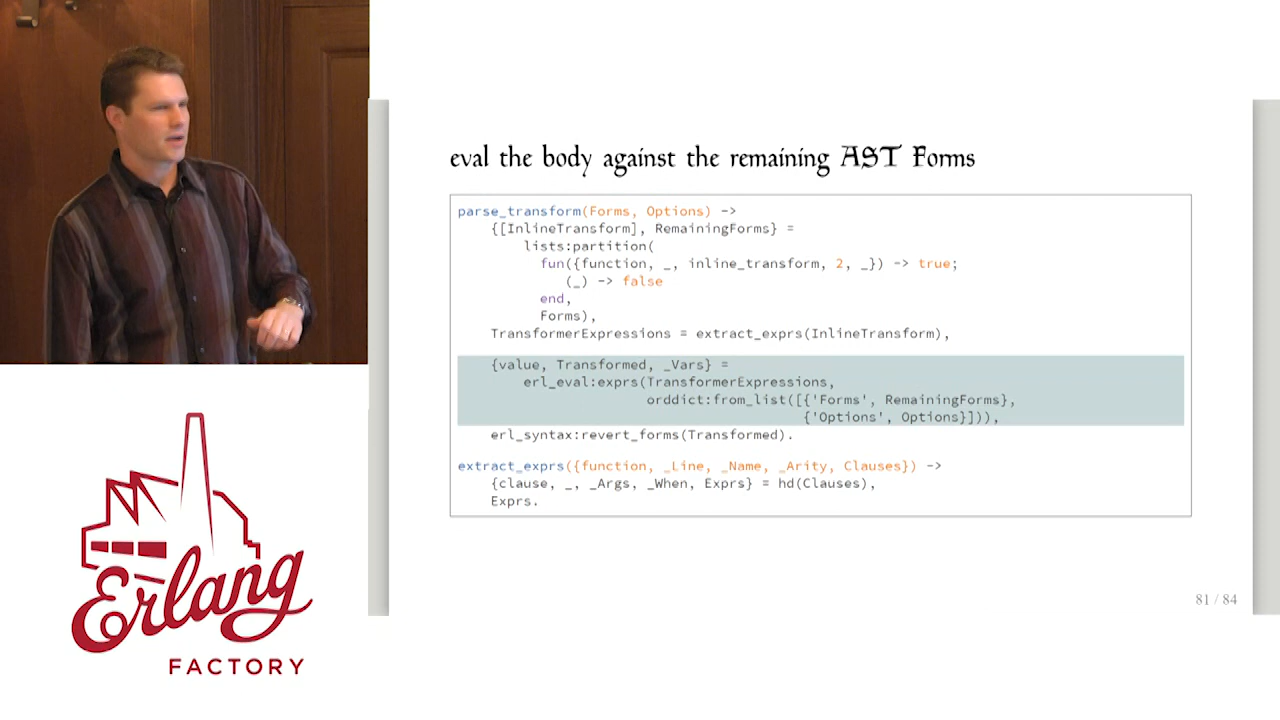 eval the body against the remaining AST Forms
parse_transform(Forms, Options) ->
    {[InlineTransform], RemainingForms} =
        lists:partition(
          fun({function, _, inline_transform, 2, _}) -> true;
             (_) -> false
          end,
          Forms),
    TransformerExpressions = extract_exprs(InlineTransform),
    {value, Transformed, _Vars} =
        erl_eval:exprs(TransformerExpressions,
                       orddict:from_list([{'Forms', RemainingForms},
                                          {'Options', Options}])),
    erl_syntax:revert_forms(Transformed).
extract_exprs({function, _Line, _Name, _Arity, Clauses}) ->
    {clause, _, _Args, _When, Exprs} = hd(Clauses),
    Exprs.
81 / 84
Erlang
FACTORY